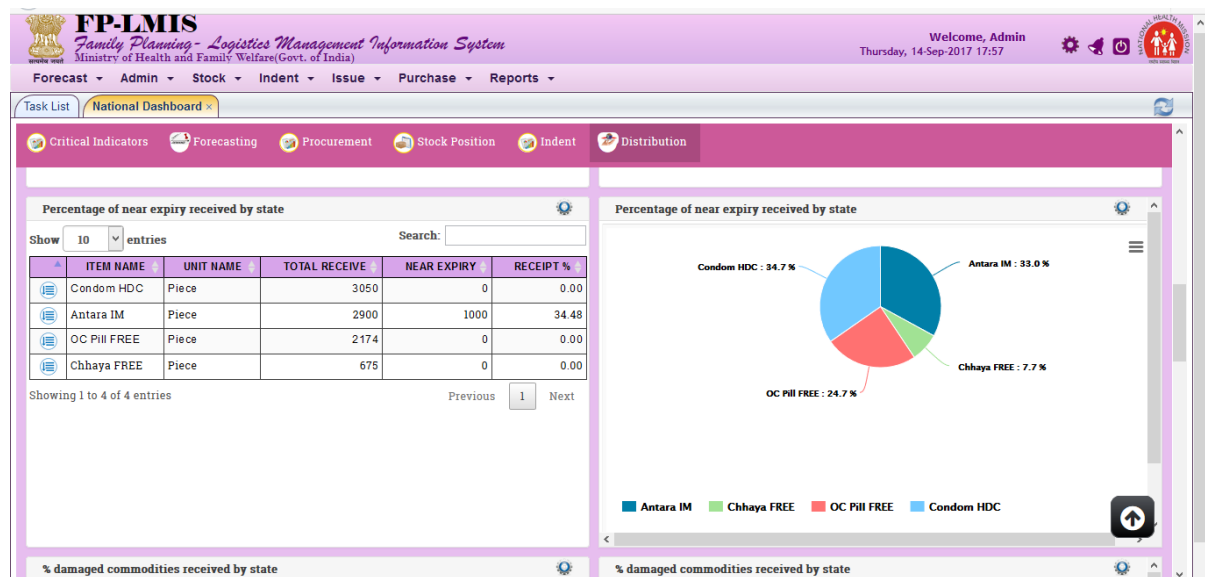 FP-LMIS
Family Planning - Logistics Management Information System
Ministry of Health and Family Welfare(Govt. of India)
सत्यमेव जयते
Welcome, Admin
Thursday, 14-Sep-2017 17:57
NATIONAL HEALTH MISSION
Forecast Admin Stock Indent Issue Purchase Reports
Task List National Dashboard ×
Critical Indicators Forecasting Procurement Stock Position Indent Distribution
Percentage of near expiry received by state
Show 10 entries Search:
ITEM NAME UNIT NAME TOTAL RECEIVE NEAR EXPIRY RECEIPT %
Condom HDC Piece 3050 0 0.00
Antara IM Piece 2900 1000 34.48
OC Pill FREE Piece 2174 0 0.00
Chhaya FREE Piece 675 0 0.00
Showing 1 to 4 of 4 entries Previous 1 Next
Percentage of near expiry received by state
Condom HDC : 34.7 %
Antara IM : 33.0 %
Chhaya FREE : 7.7 %
OC Pill FREE : 24.7 %
Antara IM Chhaya FREE OC Pill FREE Condom HDC
% damaged commodities received by state
% damaged commodities received by state